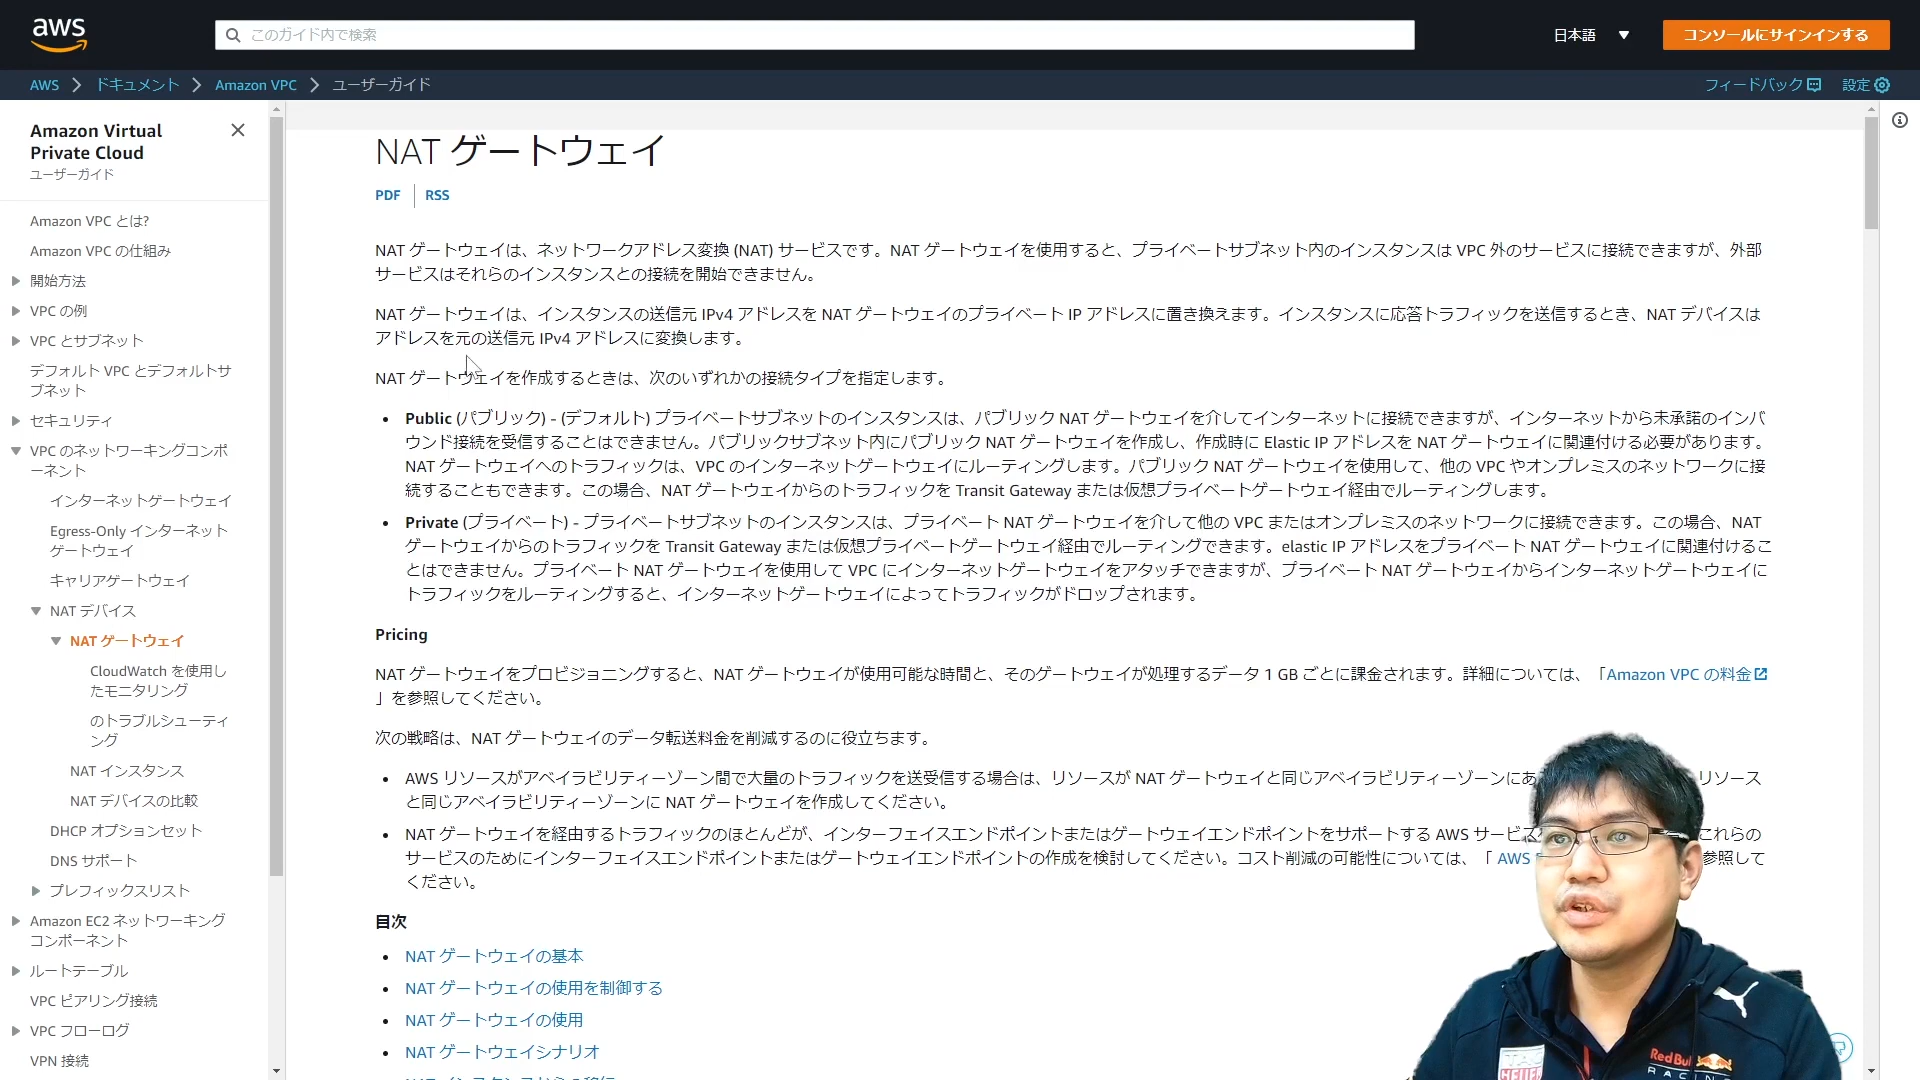 aws
このガイド内で検索
日本語
コンソールにサインインする
AWS
ドキュメント
Amazon VPC
ユーザーガイド
フィードバック
設定
Amazon Virtual
Private Cloud
ユーザーガイド
Amazon VPC とは?
Amazon VPC の仕組み
開始方法
VPC の例
VPC とサブネット
デフォルト VPC とデフォルトサ
ブネット
セキュリティ
VPC のネットワーキングコンポ
ーネント
インターネットゲートウェイ
Egress-Only インターネット
ゲートウェイ
キャリアゲートウェイ
NAT デバイス
NAT ゲートウェイ
CloudWatch を使用し
たモニタリング
のトラブルシューティ
ング
NAT インスタンス
NAT デバイスの比較
DHCP オプションセット
DNS サポート
プレフィックスリスト
Amazon EC2 ネットワーキング
コンポーネント
ルートテーブル
VPC ピアリング接続
VPC フローログ
VPN 接続
NAT ゲートウェイ
PDF
RSS
NAT ゲートウェイは、ネットワークアドレス変換 (NAT) サービスです。NAT ゲートウェイを使用すると、プライベートサブネット内のインスタンスは VPC 外のサービスに接続できますが、外部
サービスはそれらのインスタンスとの接続を開始できません。
NAT ゲートウェイは、インスタンスの送信元 IPv4 アドレスを NAT ゲートウェイのプライベート IP アドレスに置き換えます。インスタンスに応答トラフィックを送信するとき、NAT デバイスは
アドレスを元の送信元 IPv4 アドレスに変換します。
NAT ゲートウェイを作成するときは、次のいずれかの接続タイプを指定します。
Public (パブリック) - (デフォルト) プライベートサブネットのインスタンスは、パブリック NAT ゲートウェイを介してインターネットに接続できますが、インターネットから未承諾のインバ
ウンド接続を受信することはできません。パブリックサブネット内にパブリック NAT ゲートウェイを作成し、作成時に Elastic IP アドレスを NAT ゲートウェイに関連付ける必要があります。
NAT ゲートウェイへのトラフィックは、VPC のインターネットゲートウェイにルーティングします。パブリック NAT ゲートウェイを使用して、他の VPC やオンプレミスのネットワークに接
続することもできます。この場合、NAT ゲートウェイからのトラフィックを Transit Gateway または仮想プライベートゲートウェイ経由でルーティングします。
Private (プライベート) - プライベートサブネットのインスタンスは、プライベート NAT ゲートウェイを介して他の VPC またはオンプレミスのネットワークに接続できます。この場合、NAT
ゲートウェイからのトラフィックを Transit Gateway または仮想プライベートゲートウェイ経由でルーティングできます。elastic IP アドレスをプライベート NAT ゲートウェイに関連付けるこ
とはできません。プライベート NAT ゲートウェイを使用して VPC にインターネットゲートウェイをアタッチできますが、プライベート NAT ゲートウェイからインターネットゲートウェイに
トラフィックをルーティングすると、インターネットゲートウェイによってトラフィックがドロップされます。
Pricing
NAT ゲートウェイをプロビジョニングすると、NAT ゲートウェイが使用可能な時間と、そのゲートウェイが処理するデータ 1 GB ごとに課金されます。詳細については、「Amazon VPC の料金
」を参照してください。
次の戦略は、NAT ゲートウェイのデータ転送料金を削減するのに役立ちます。
AWS リソースがアベイラビリティーゾーン間で大量のトラフィックを送受信する場合は、リソースが NAT ゲートウェイと同じアベイラビリティーゾーンにあ リソース
と同じアベイラビリティーゾーンに NAT ゲートウェイを作成してください。
NAT ゲートウェイを経由するトラフィックのほとんどが、インターフェイスエンドポイントまたはゲートウェイエンドポイントをサポートする AWS サービス これらの
サービスのためにインターフェイスエンドポイントまたはゲートウェイエンドポイントの作成を検討してください。コスト削減の可能性については、「 AWS 参照して
ください。
目次
NAT ゲートウェイの基本
NAT ゲートウェイの使用を制御する
NAT ゲートウェイの使用
NAT ゲートウェイシナリオ
TAG
HEUER
Red Bull
RACING